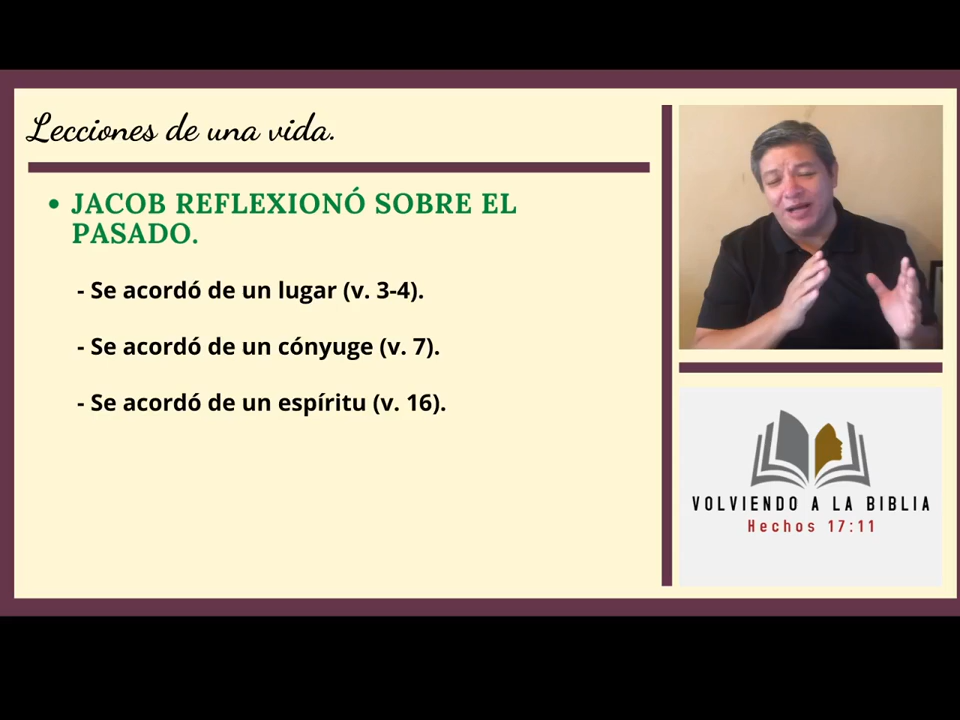 Lecciones de una vida.
• JACOB REFLEXIONÓ SOBRE EL
PASADO.
- Se acordó de un lugar (v. 3-4).
- Se acordó de un cónyuge (v. 7).
- Se acordó de un espíritu (v. 16).
VOLVIENDO A LA BIBLIA
Hechos 17:11